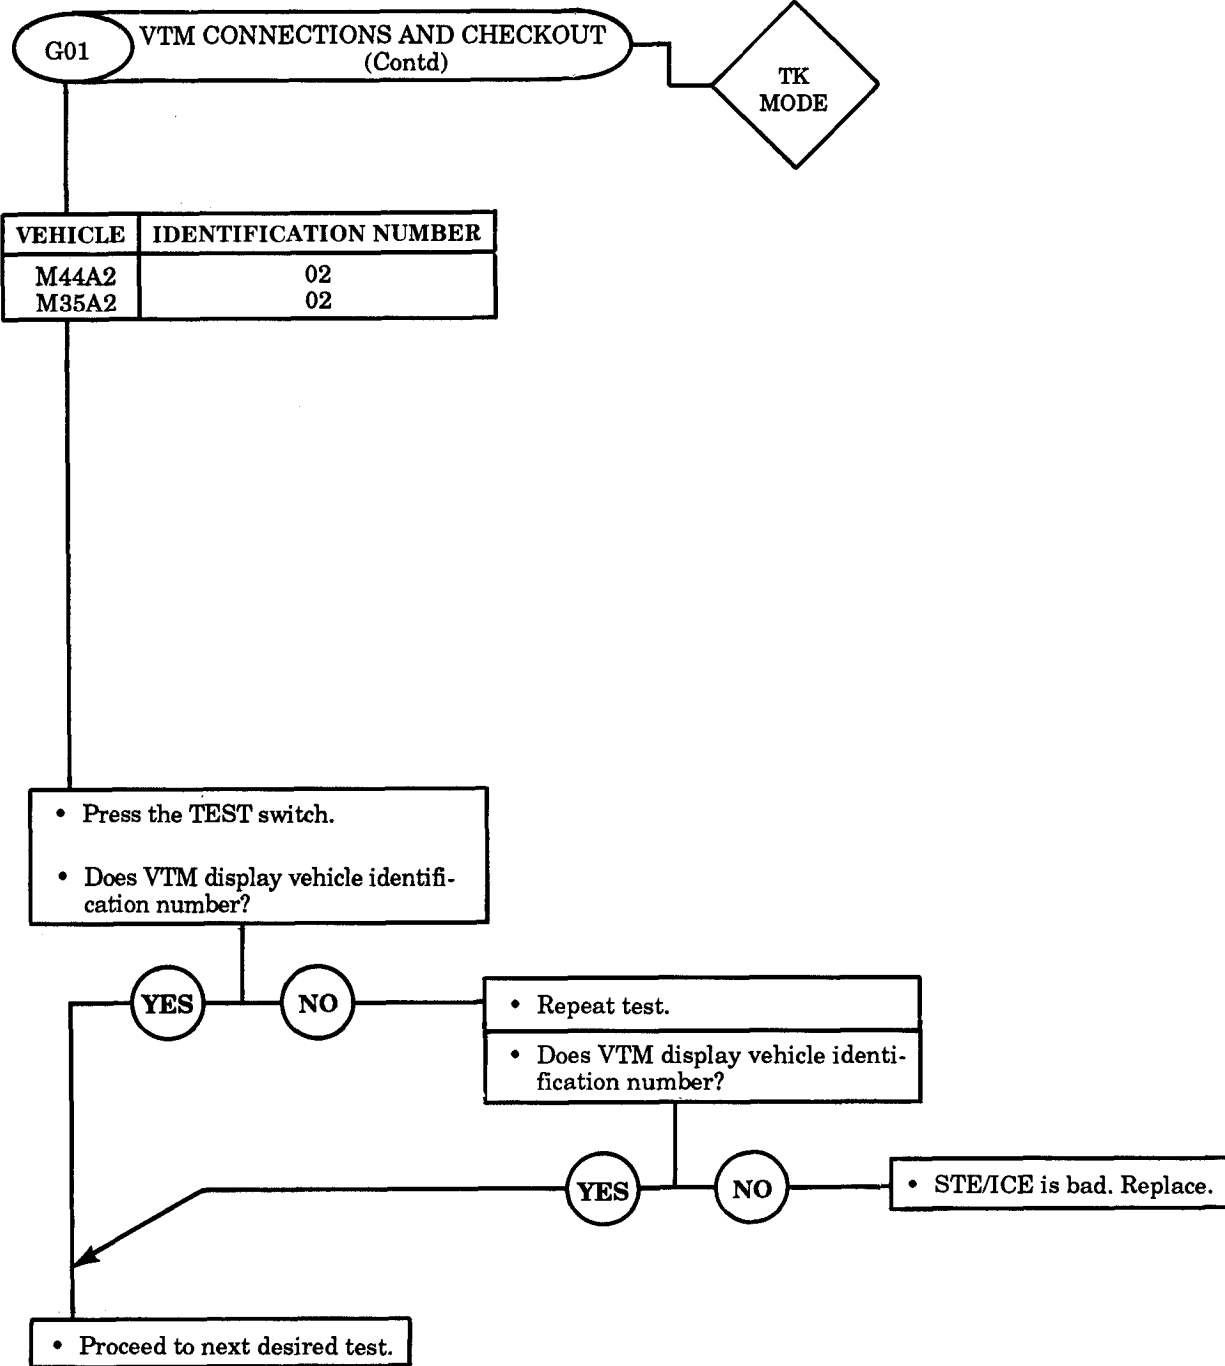 G01
VTM CONNECTIONS AND CHECKOUT
(Contd)
TK
MODE
VEHICLE IDENTIFICATION NUMBER
M44A2 02
M35A2 02
• Press the TEST switch.
• Does VTM display vehicle identifi-
cation number?
YES NO
• Repeat test.
• Does VTM display vehicle identi-
fication number?
YES NO
• STE/ICE is bad. Replace.
• Proceed to next desired test.